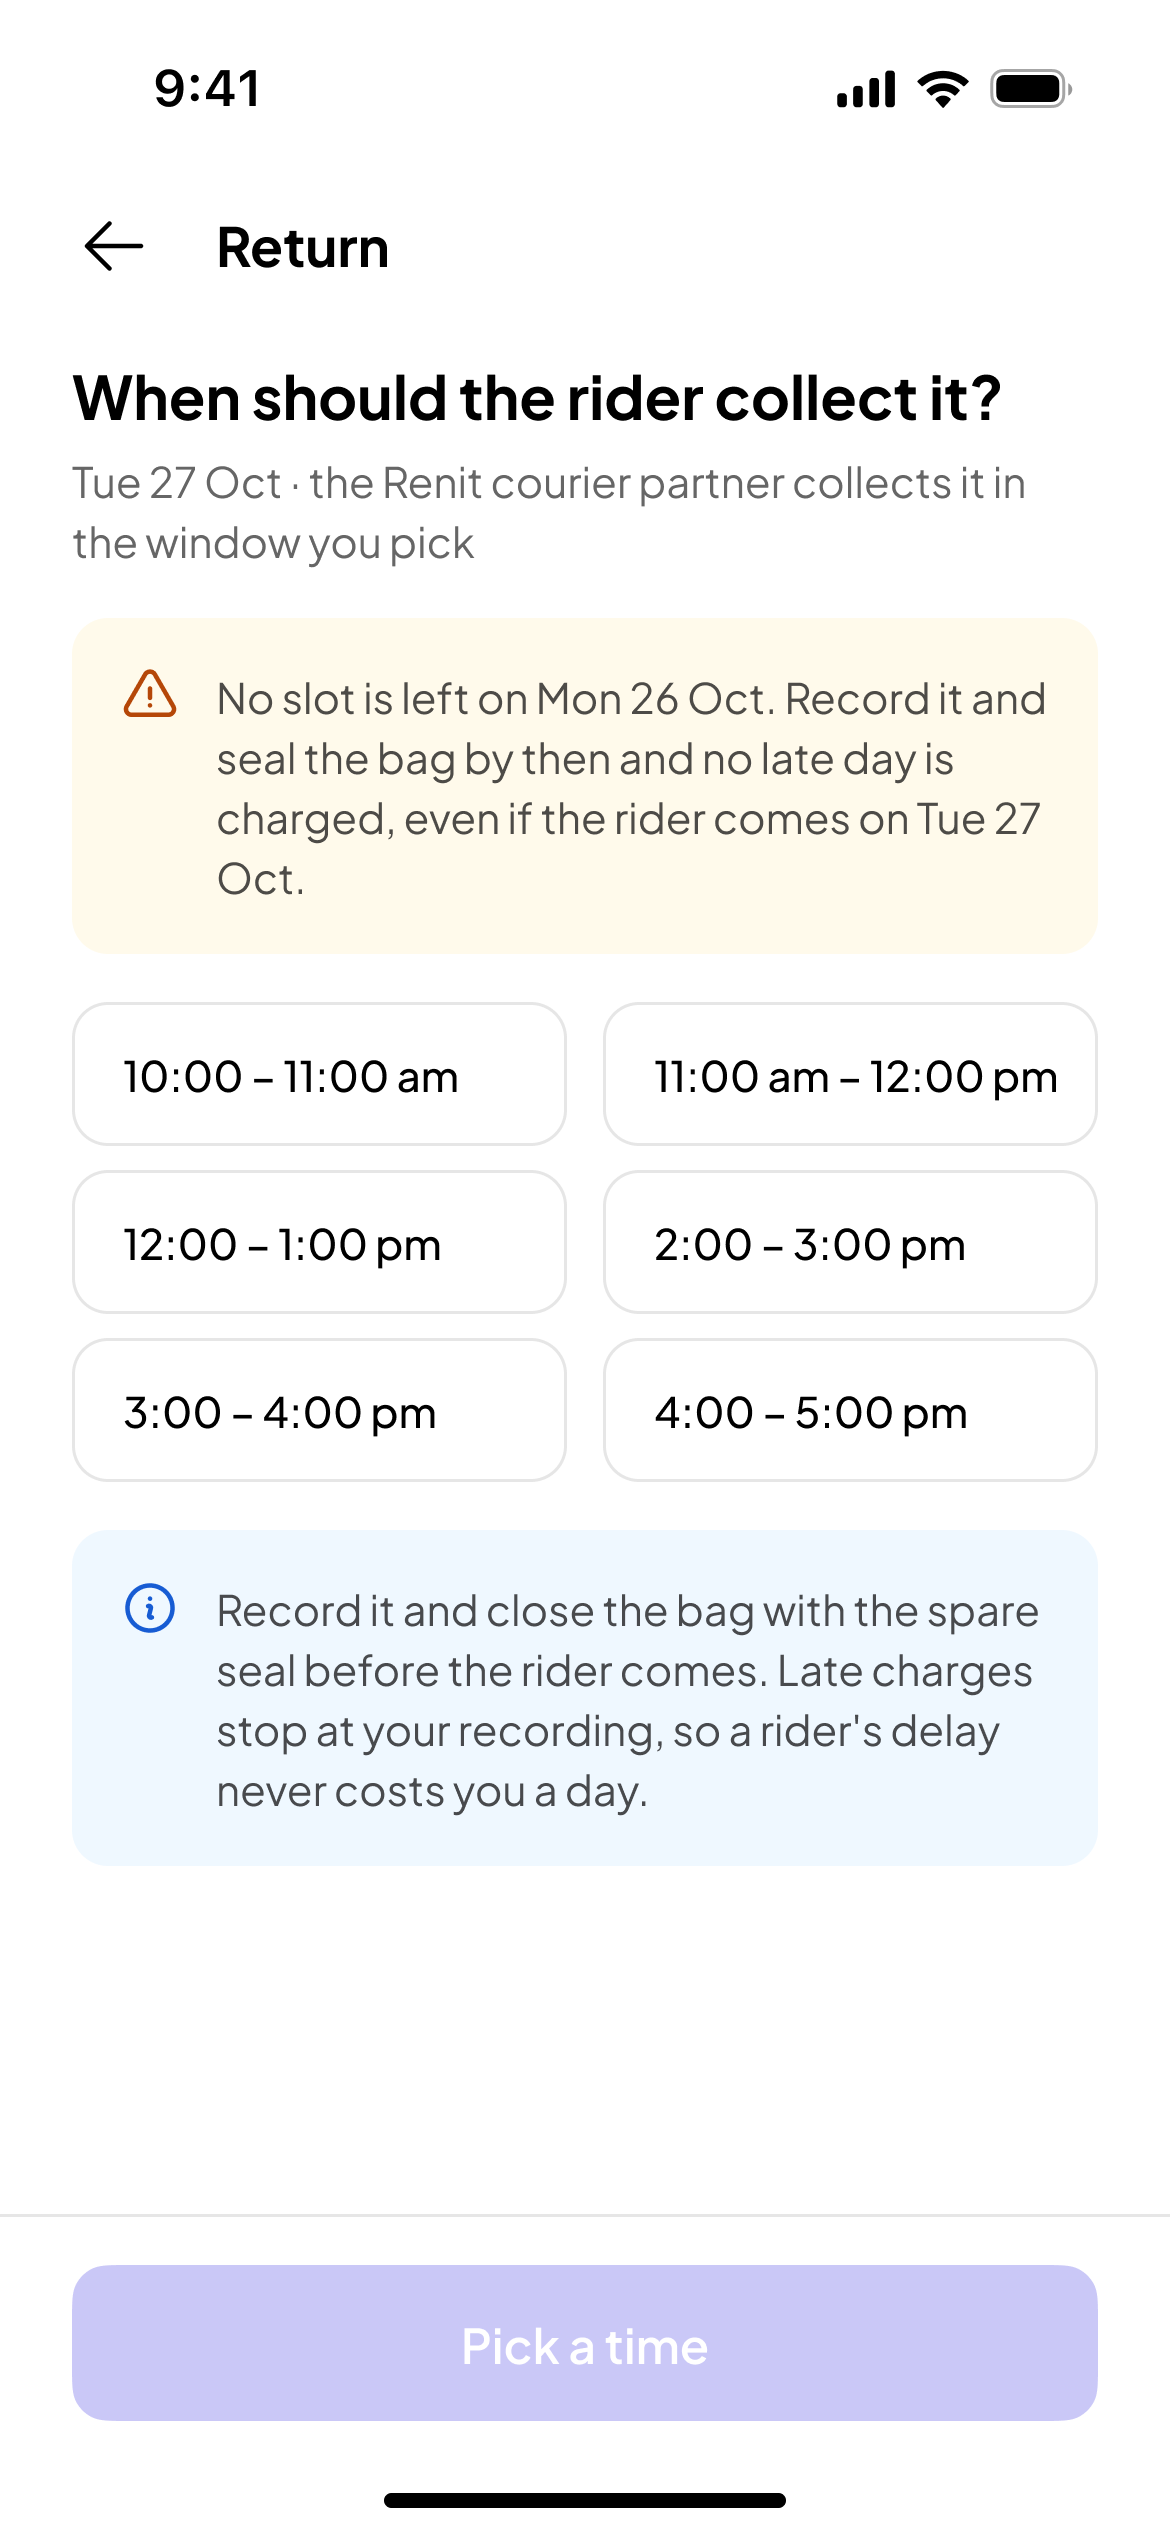 9:41
Return
When should the rider collect it?
Tue 27 Oct · the Renit courier partner collects it in
the window you pick
No slot is left on Mon 26 Oct. Record it and
seal the bag by then and no late day is
charged, even if the rider comes on Tue 27
Oct.
10:00 – 11:00 am
11:00 am – 12:00 pm
12:00 – 1:00 pm
2:00 – 3:00 pm
3:00 – 4:00 pm
4:00 – 5:00 pm
Record it and close the bag with the spare
seal before the rider comes. Late charges
stop at your recording, so a rider's delay
never costs you a day.
Pick a time